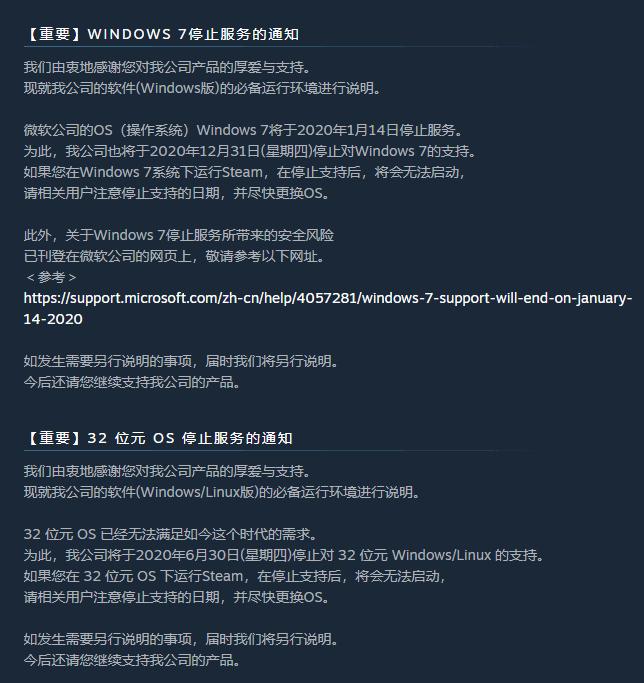 【重要】WINDOWS 7停止服务的通知
我们由衷地感谢您对我公司产品的厚爱与支持。
现就我公司的软件(Windows版)的必备运行环境进行说明。
微软公司的OS（操作系统）Windows 7将于2020年1月14日停止服务。
为此，我公司也将于2020年12月31日(星期四)停止对Windows 7的支持。
如果您在Windows 7系统下运行Steam，在停止支持后，将会无法启动，
请相关用户注意停止支持的日期，并尽快更换OS。
此外，关于Windows 7停止服务所带来的安全风险
已刊登在微软公司的网页上，敬请参考以下网址。
＜参考＞
https://support.microsoft.com/zh-cn/help/4057281/windows-7-support-will-end-on-january-
14-2020
如发生需要另行说明的事项，届时我们将另行说明。
今后还请您继续支持我公司的产品。
【重要】32 位元 OS 停止服务的通知
我们由衷地感谢您对我公司产品的厚爱与支持。
现就我公司的软件(Windows/Linux版)的必备运行环境进行说明。
32 位元 OS 已经无法满足如今这个时代的需求。
为此，我公司将于2020年6月30日(星期四)停止对 32 位元 Windows/Linux 的支持。
如果您在 32 位元 OS 下运行Steam，在停止支持后，将会无法启动，
请相关用户注意停止支持的日期，并尽快更换OS。
如发生需要另行说明的事项，届时我们将另行说明。
今后还请您继续支持我公司的产品。